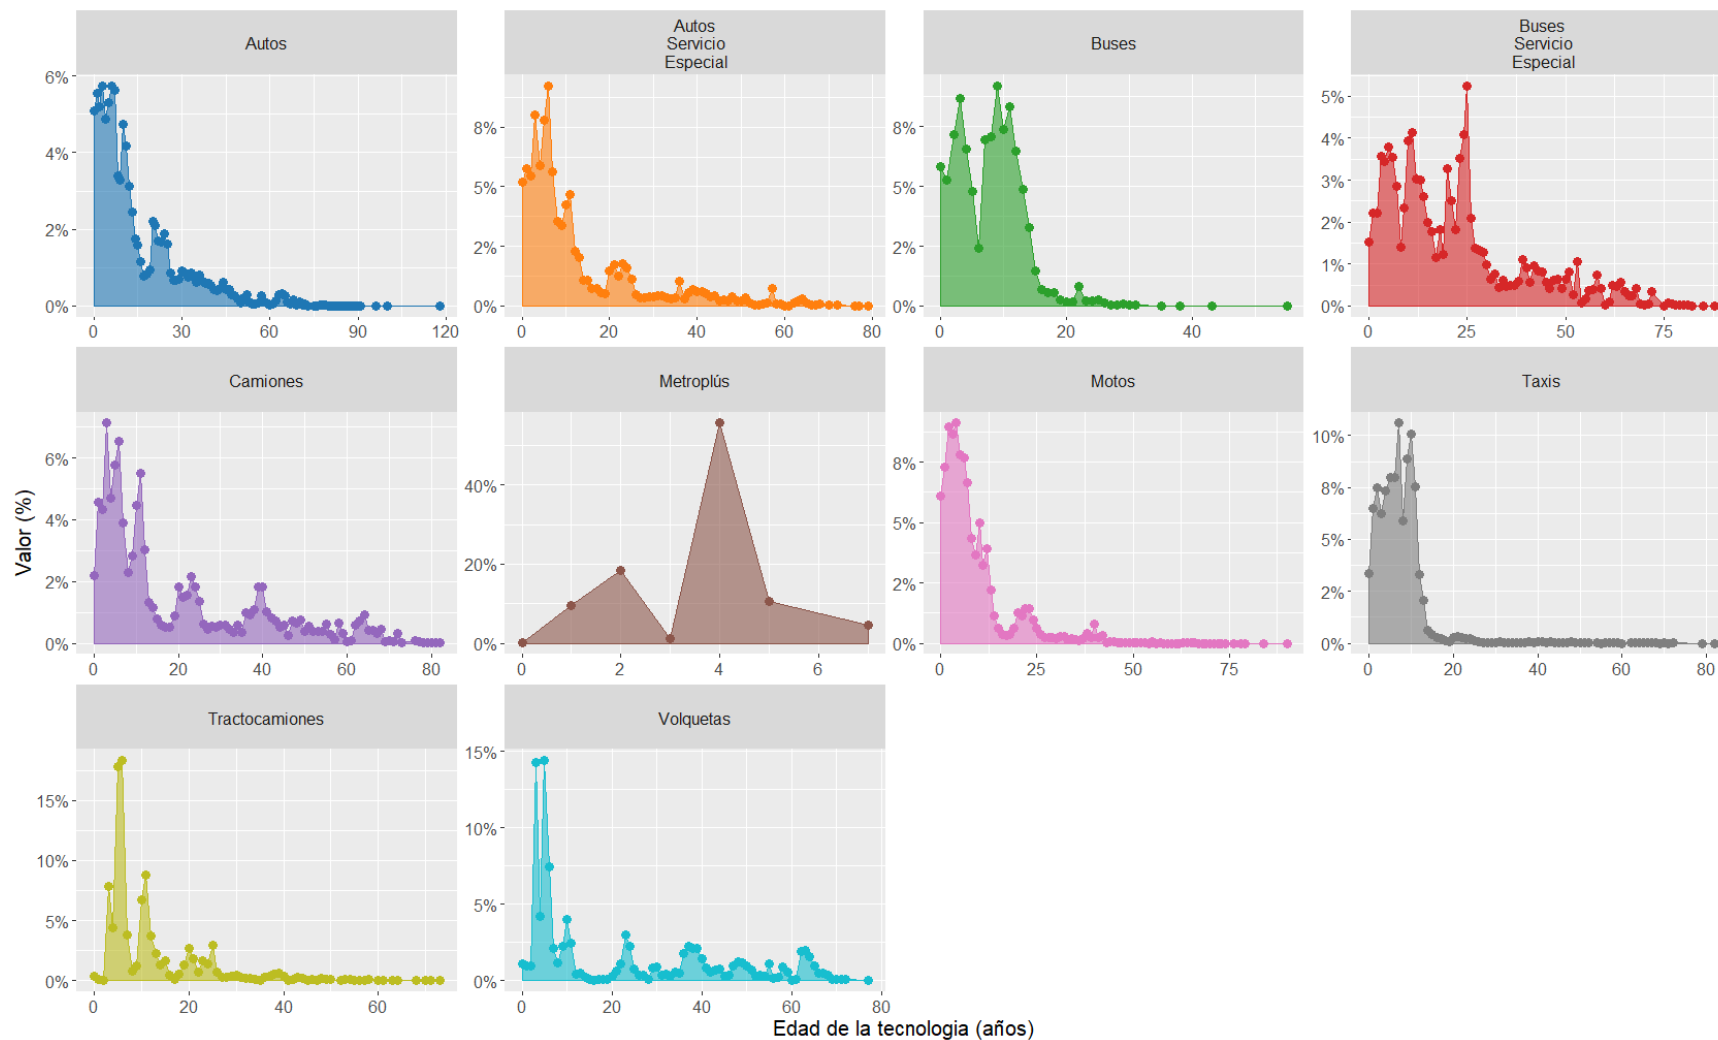 Autos
Autos
Servicio
Especial
Buses
Buses
Servicio
Especial
6%
4%
2%
0%
0 30 60 90 120
8%
5%
2%
0%
0 20 40 60 80
8%
5%
2%
0%
0 20 40
5%
4%
3%
2%
1%
0%
0 25 50 75
Camiones
Metroplús
Motos
Taxis
6%
4%
2%
0%
0 20 40 60 80
40%
20%
0%
0 2 4 6
8%
5%
2%
0%
0 25 50 75
10%
8%
5%
2%
0%
0 20 40 60 80
Tractocamiones
Volquetas
15%
10%
5%
0%
0 20 40 60
15%
10%
5%
0%
0 20 40 60 80
Valor (%)
Edad de la tecnologia (años)